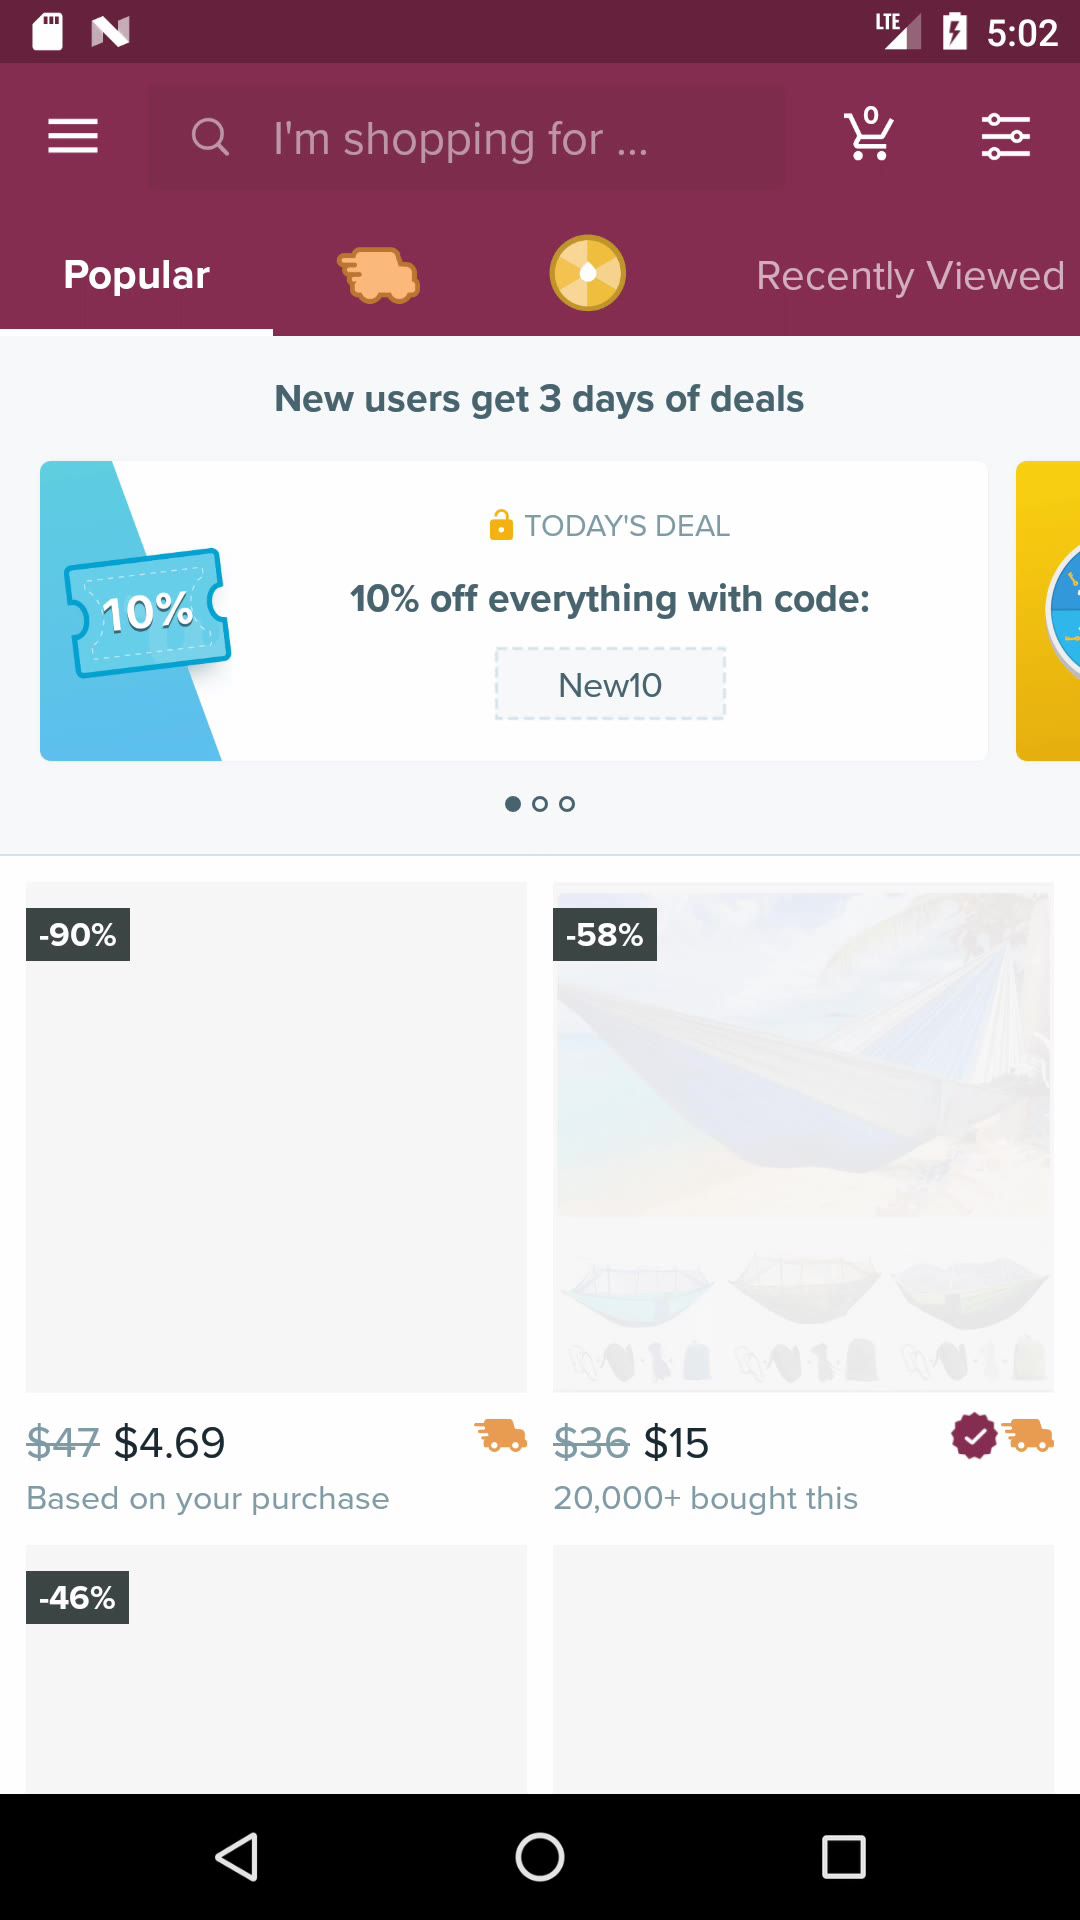 LTE 5:02
I'm shopping for ...
0
Popular
Recently Viewed
New users get 3 days of deals
10%
TODAY'S DEAL
10% off everything with code:
New10
-90%
-58%
$47 $4.69
$36 $15
Based on your purchase
20,000+ bought this
-46%